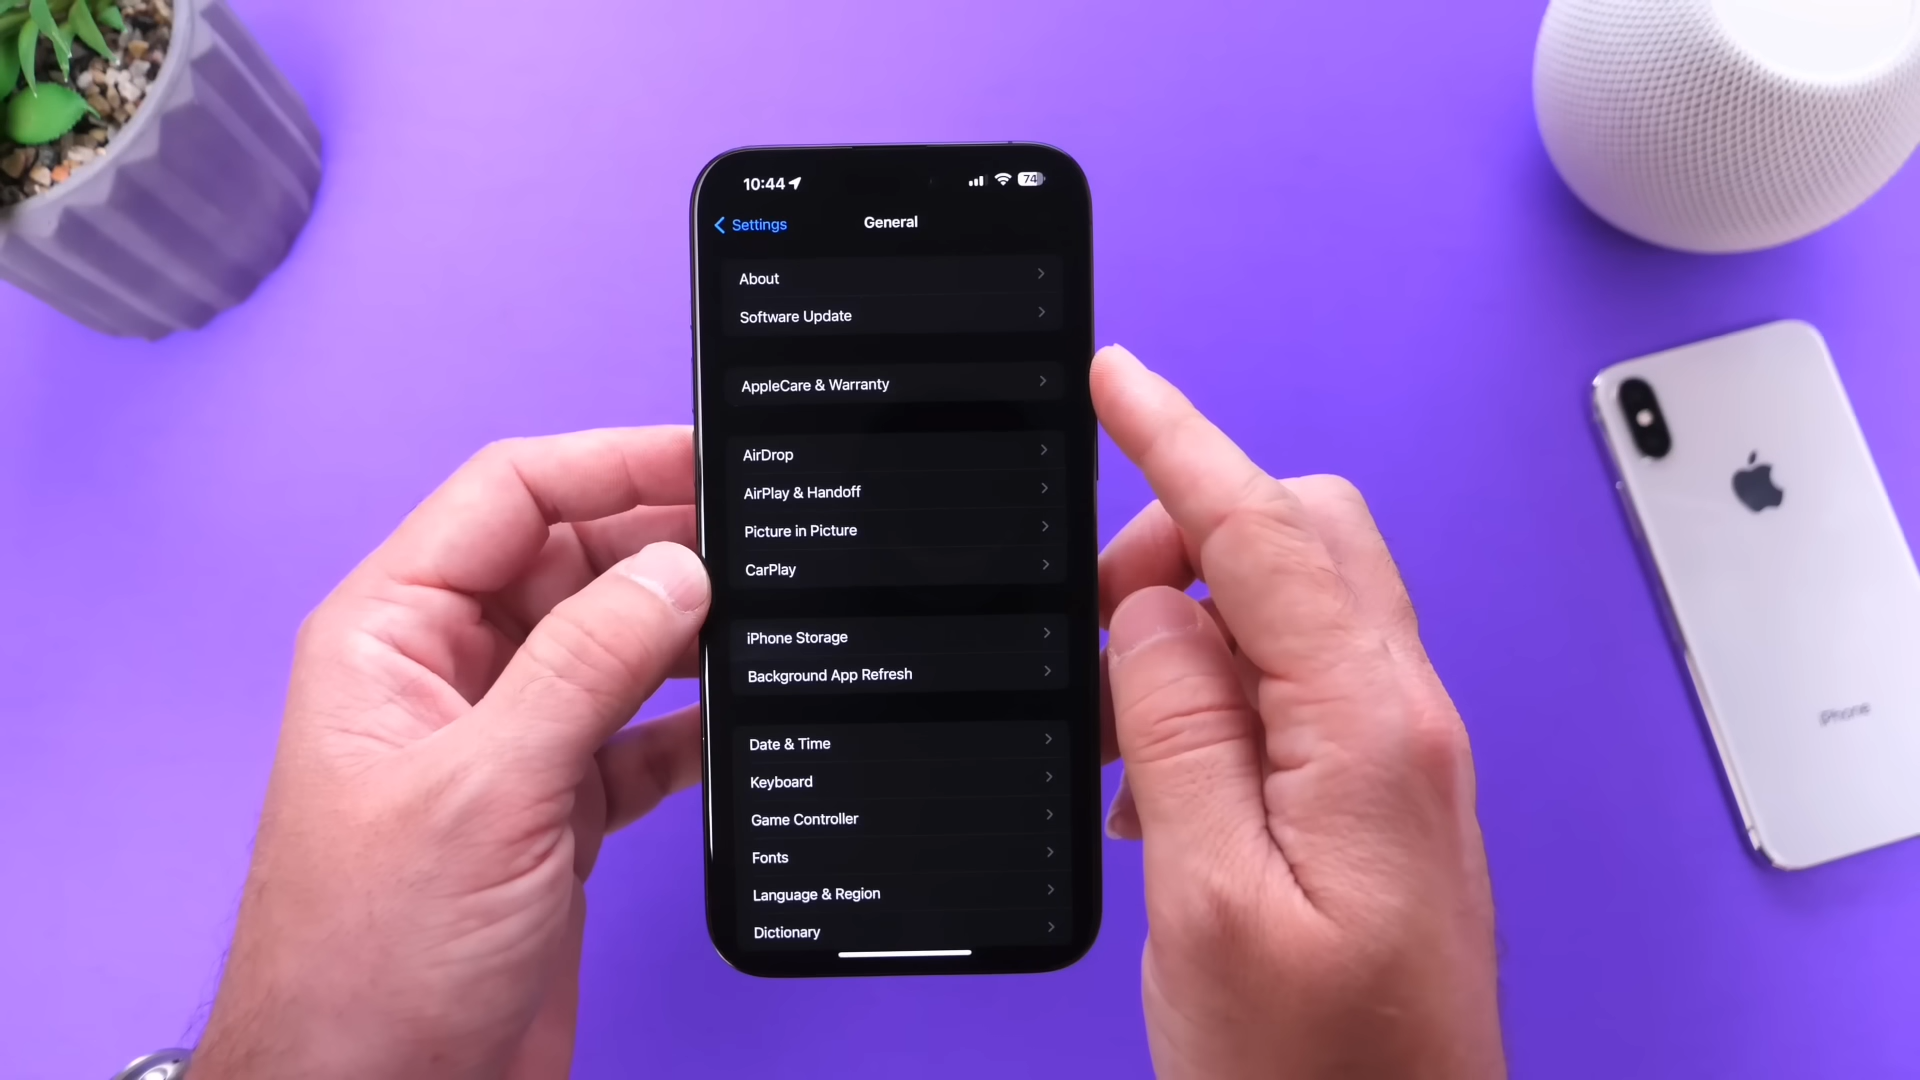 10:44
74
Settings
General
About
Software Update
AppleCare & Warranty
AirDrop
AirPlay & Handoff
Picture in Picture
CarPlay
iPhone Storage
Background App Refresh
Date & Time
Keyboard
Game Controller
Fonts
Language & Region
Dictionary
iPhone